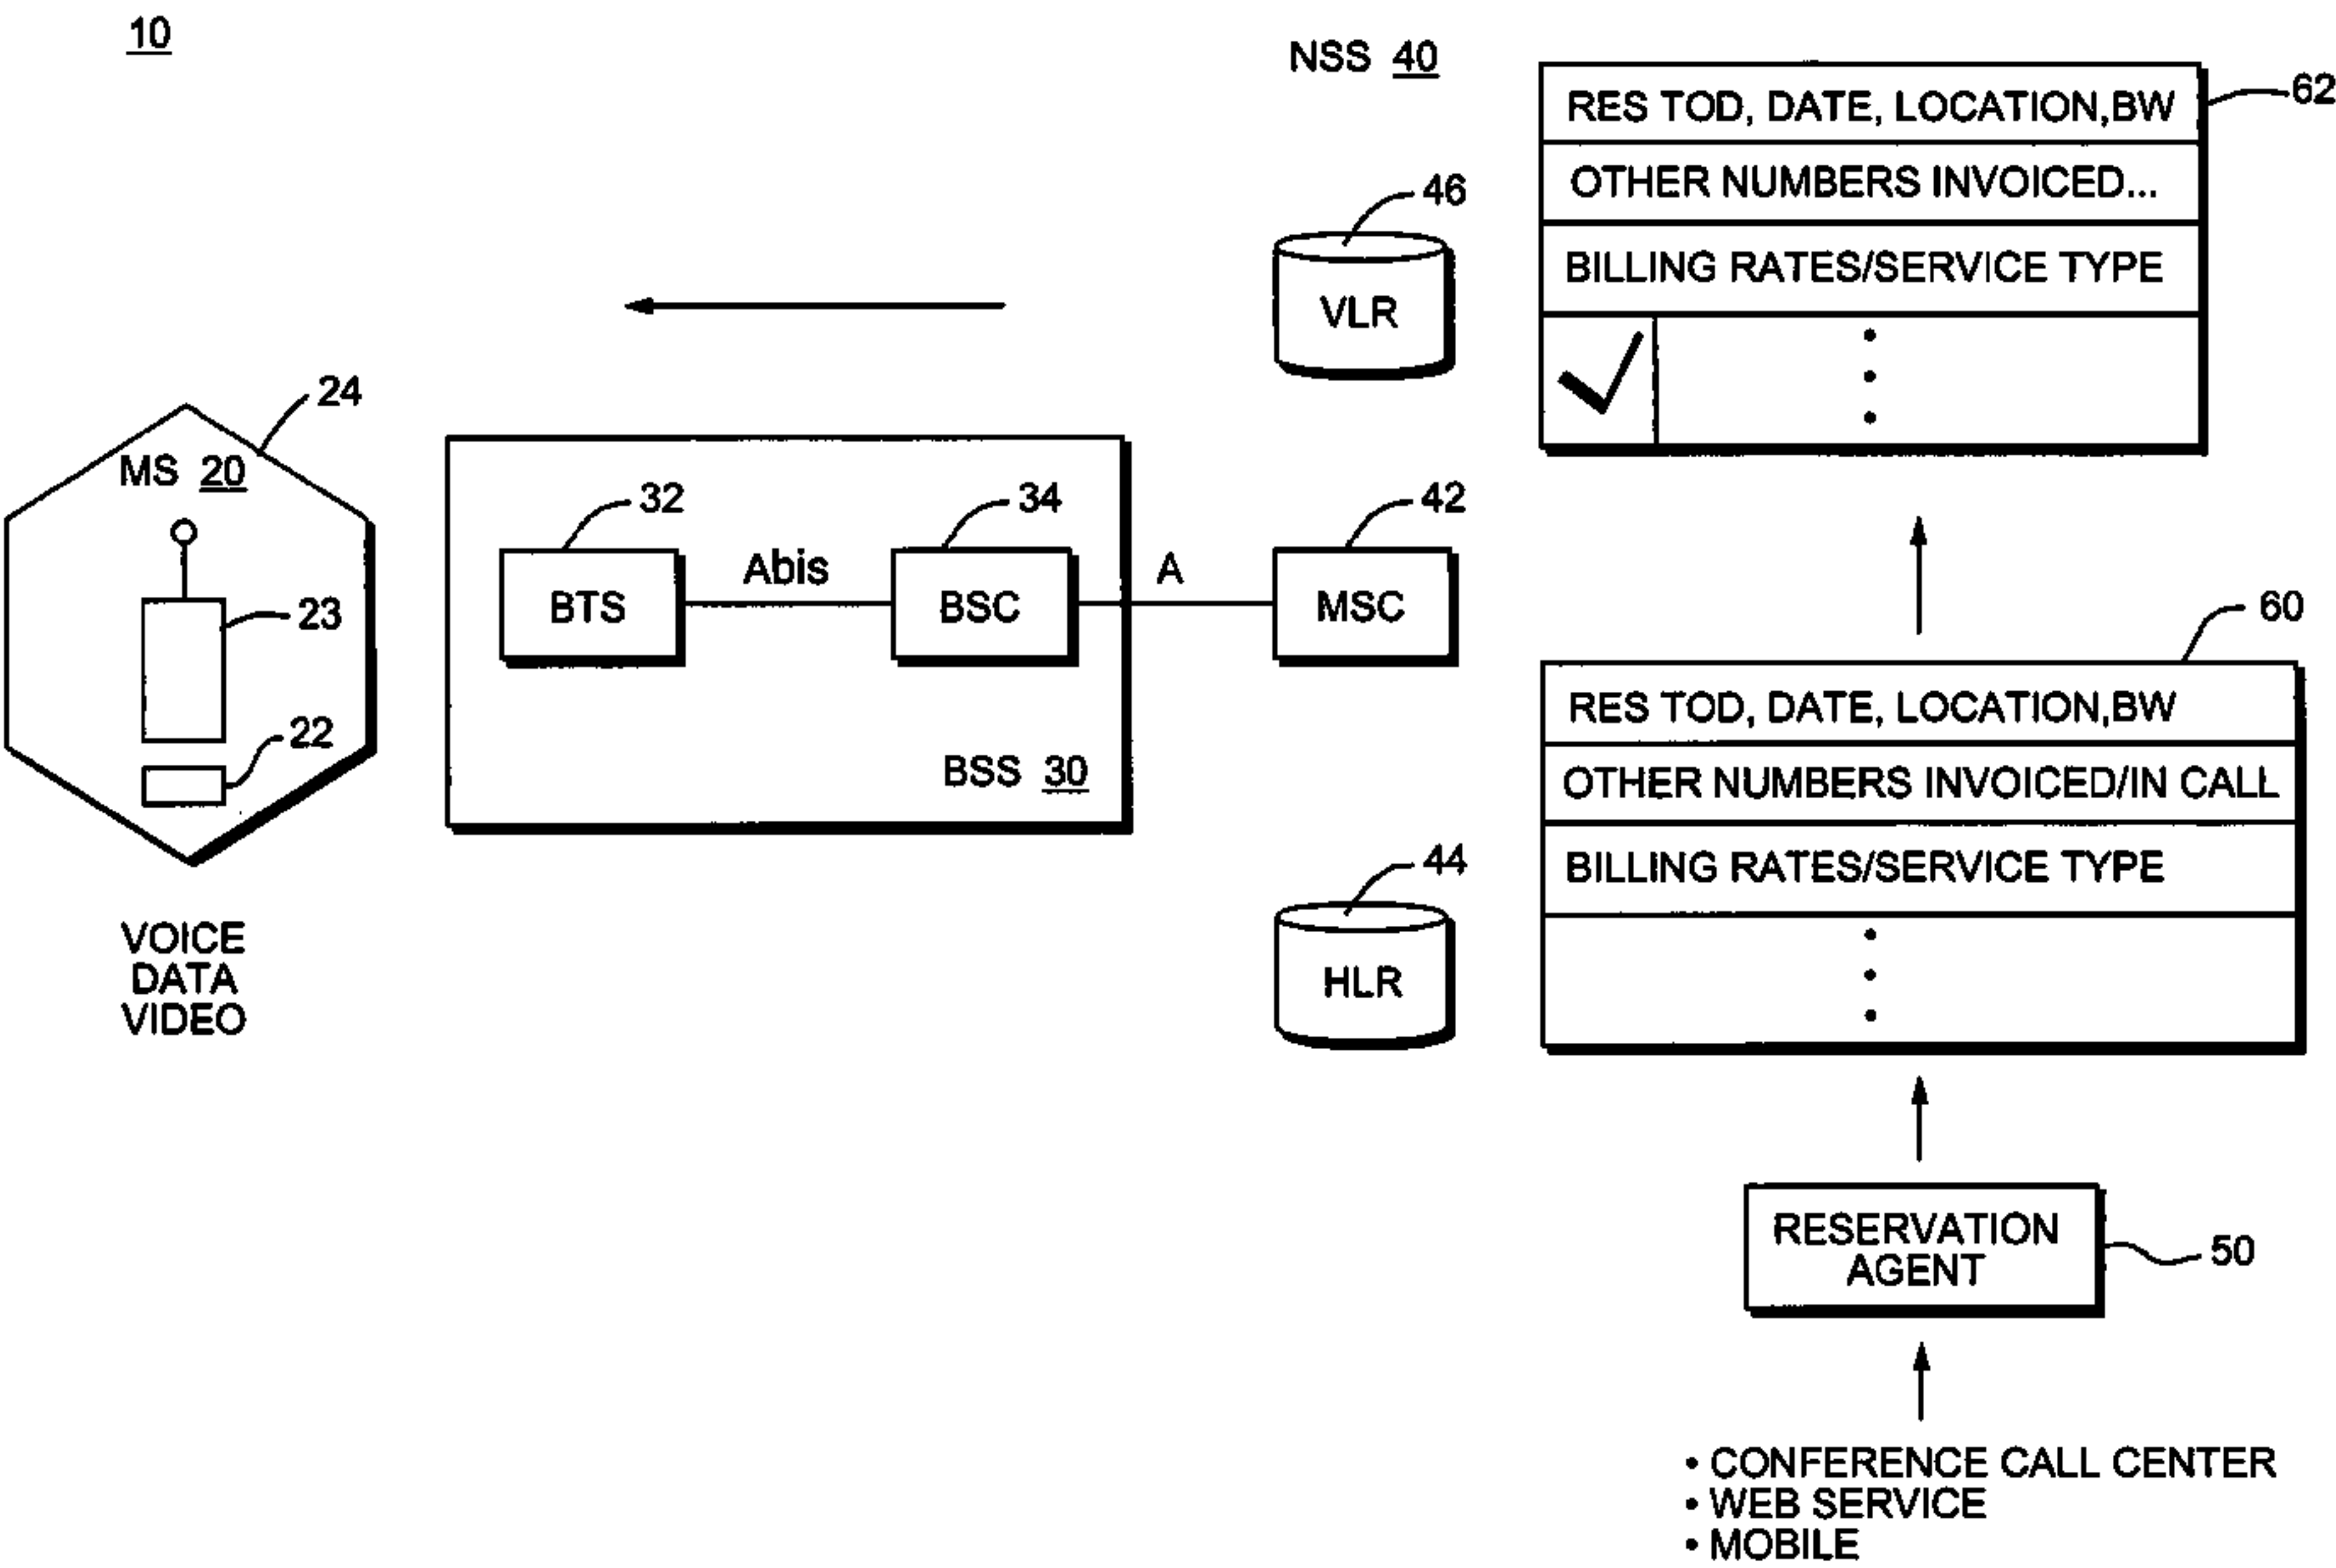 10
NSS 40
RES TOD, DATE, LOCATION,BW
62
OTHER NUMBERS INVOICED...
BILLING RATES/SERVICE TYPE
46
VLR
24
MS 20
23
22
VOICE
DATA
VIDEO
32
BTS
Abis
34
BSC
A
BSS 30
42
MSC
44
HLR
60
RES TOD, DATE, LOCATION,BW
OTHER NUMBERS INVOICED/IN CALL
BILLING RATES/SERVICE TYPE
RESERVATION
AGENT
50
• CONFERENCE CALL CENTER
• WEB SERVICE
• MOBILE